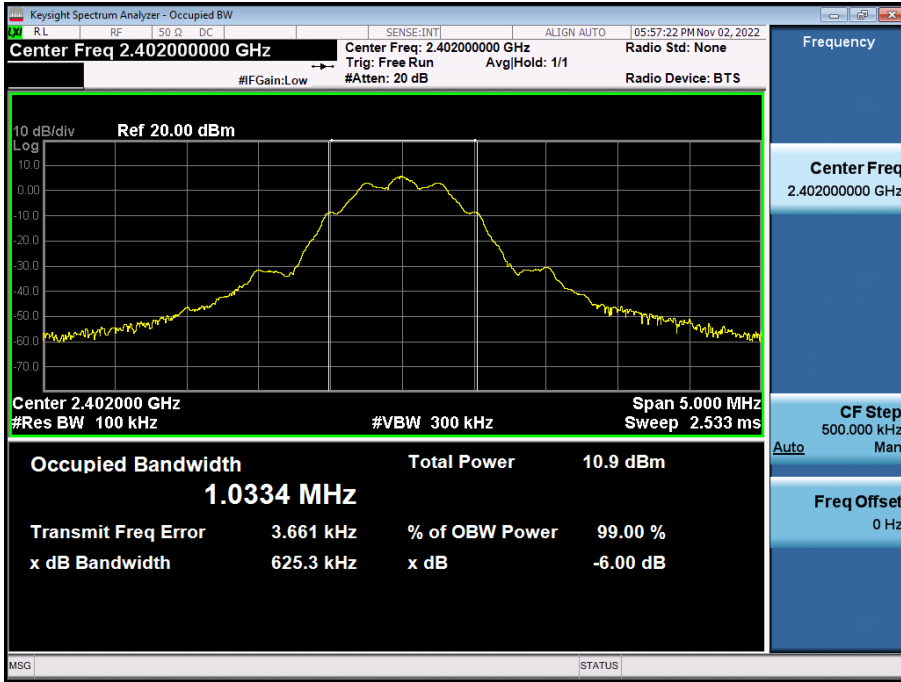 Keysight Spectrum Analyzer - Occupied BW
LXI RL RF 50 Ω DC SENSE:INT ALIGN AUTO 05:57:22 PM Nov 02, 2022
Center Freq 2.402000000 GHz
Center Freq: 2.402000000 GHz
Radio Std: None
Trig: Free Run Avg|Hold: 1/1
#IFGain:Low
#Atten: 20 dB
Radio Device: BTS
10 dB/div Ref 20.00 dBm
Log
10.0
0.00
-10.0
-20.0
-30.0
-40.0
-50.0
-60.0
-70.0
Center 2.402000 GHz Span 5.000 MHz
#Res BW 100 kHz #VBW 300 kHz Sweep 2.533 ms
Occupied Bandwidth Total Power 10.9 dBm
1.0334 MHz
Transmit Freq Error 3.661 kHz % of OBW Power 99.00 %
x dB Bandwidth 625.3 kHz x dB -6.00 dB
MSG STATUS
Frequency
Center Freq
2.402000000 GHz
CF Step
500.000 kHz
Auto Man
Freq Offset
0 Hz